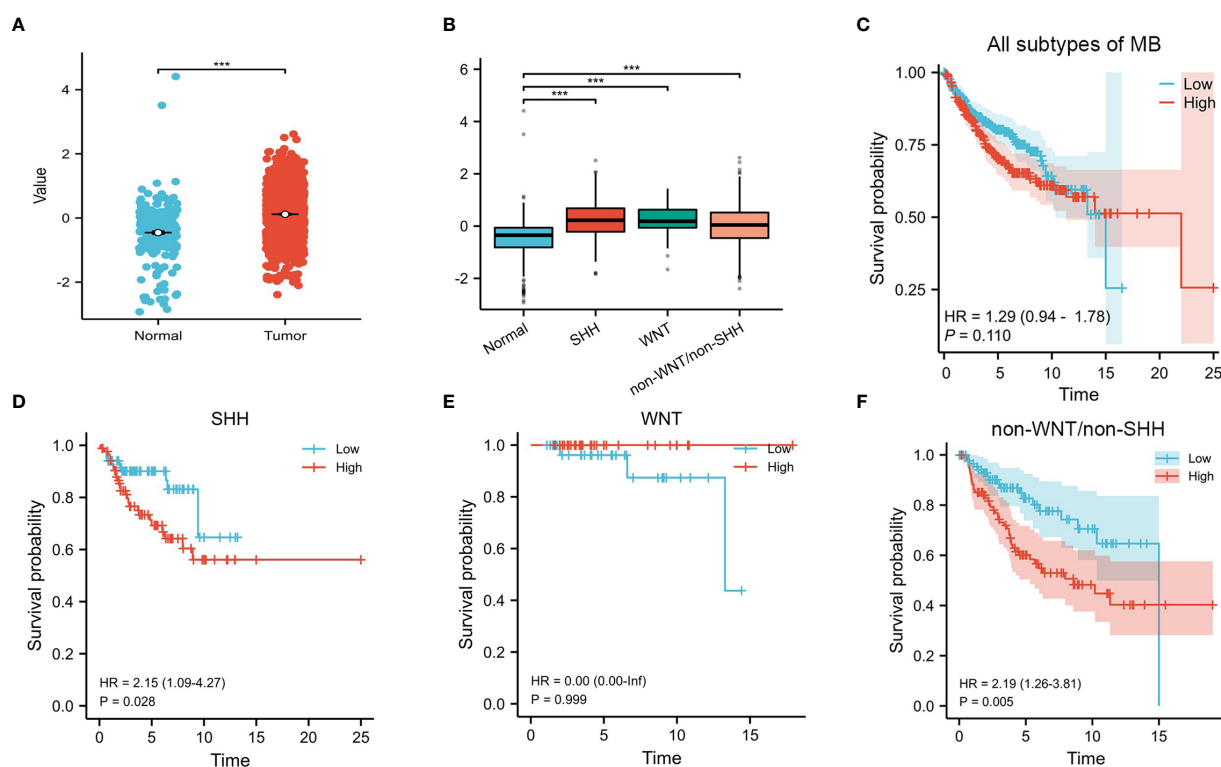 A
Value
4
2
0
-2
***
Normal
Tumor
B
6
4
2
0
-2
***
***
***
Normal
SHH
WNT
non-WNT/non-SHH
C
All subtypes of MB
Survival probability
1.00
0.75
0.50
0.25
Low
High
HR = 1.29 (0.94 - 1.78)
P = 0.110
0
5
10
15
20
25
Time
D
SHH
Survival probability
1.0
0.8
0.6
0.4
0.2
0.0
Low
High
HR = 2.15 (1.09-4.27)
P = 0.028
0
5
10
15
20
25
Time
E
WNT
Survival probability
1.0
0.8
0.6
0.4
0.2
0.0
Low
High
HR = 0.00 (0.00-Inf)
P = 0.999
0
5
10
15
Time
F
non-WNT/non-SHH
Survival probability
1.0
0.8
0.6
0.4
0.2
0.0
Low
High
HR = 2.19 (1.26-3.81)
P = 0.005
0
5
10
15
Time